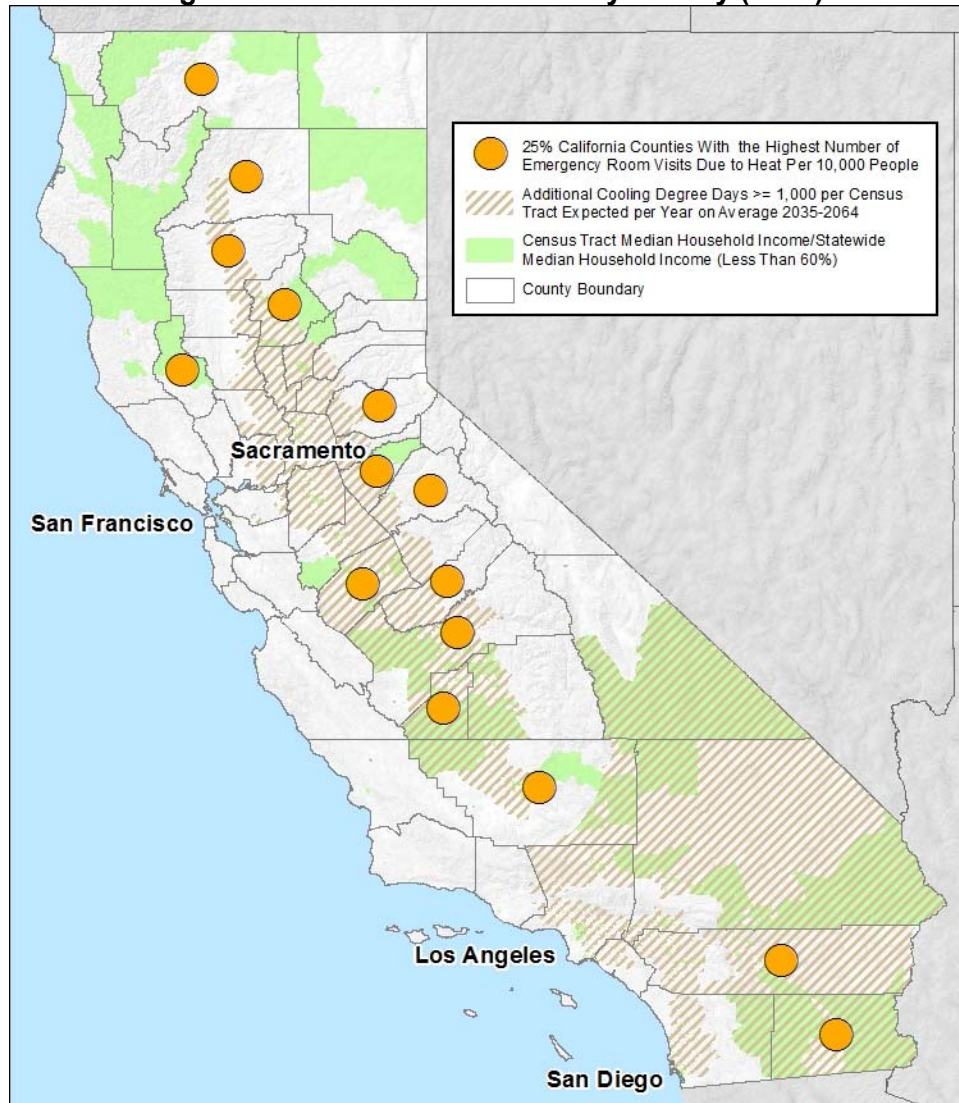 25% California Counties With the Highest Number of
Emergency Room Visits Due to Heat Per 10,000 People
Additional Cooling Degree Days >= 1,000 per Census
Tract Expected per Year on Average 2035-2064
Census Tract Median Household Income/Statewide
Median Household Income (Less Than 60%)
County Boundary
Sacramento
San Francisco
Los Angeles
San Diego